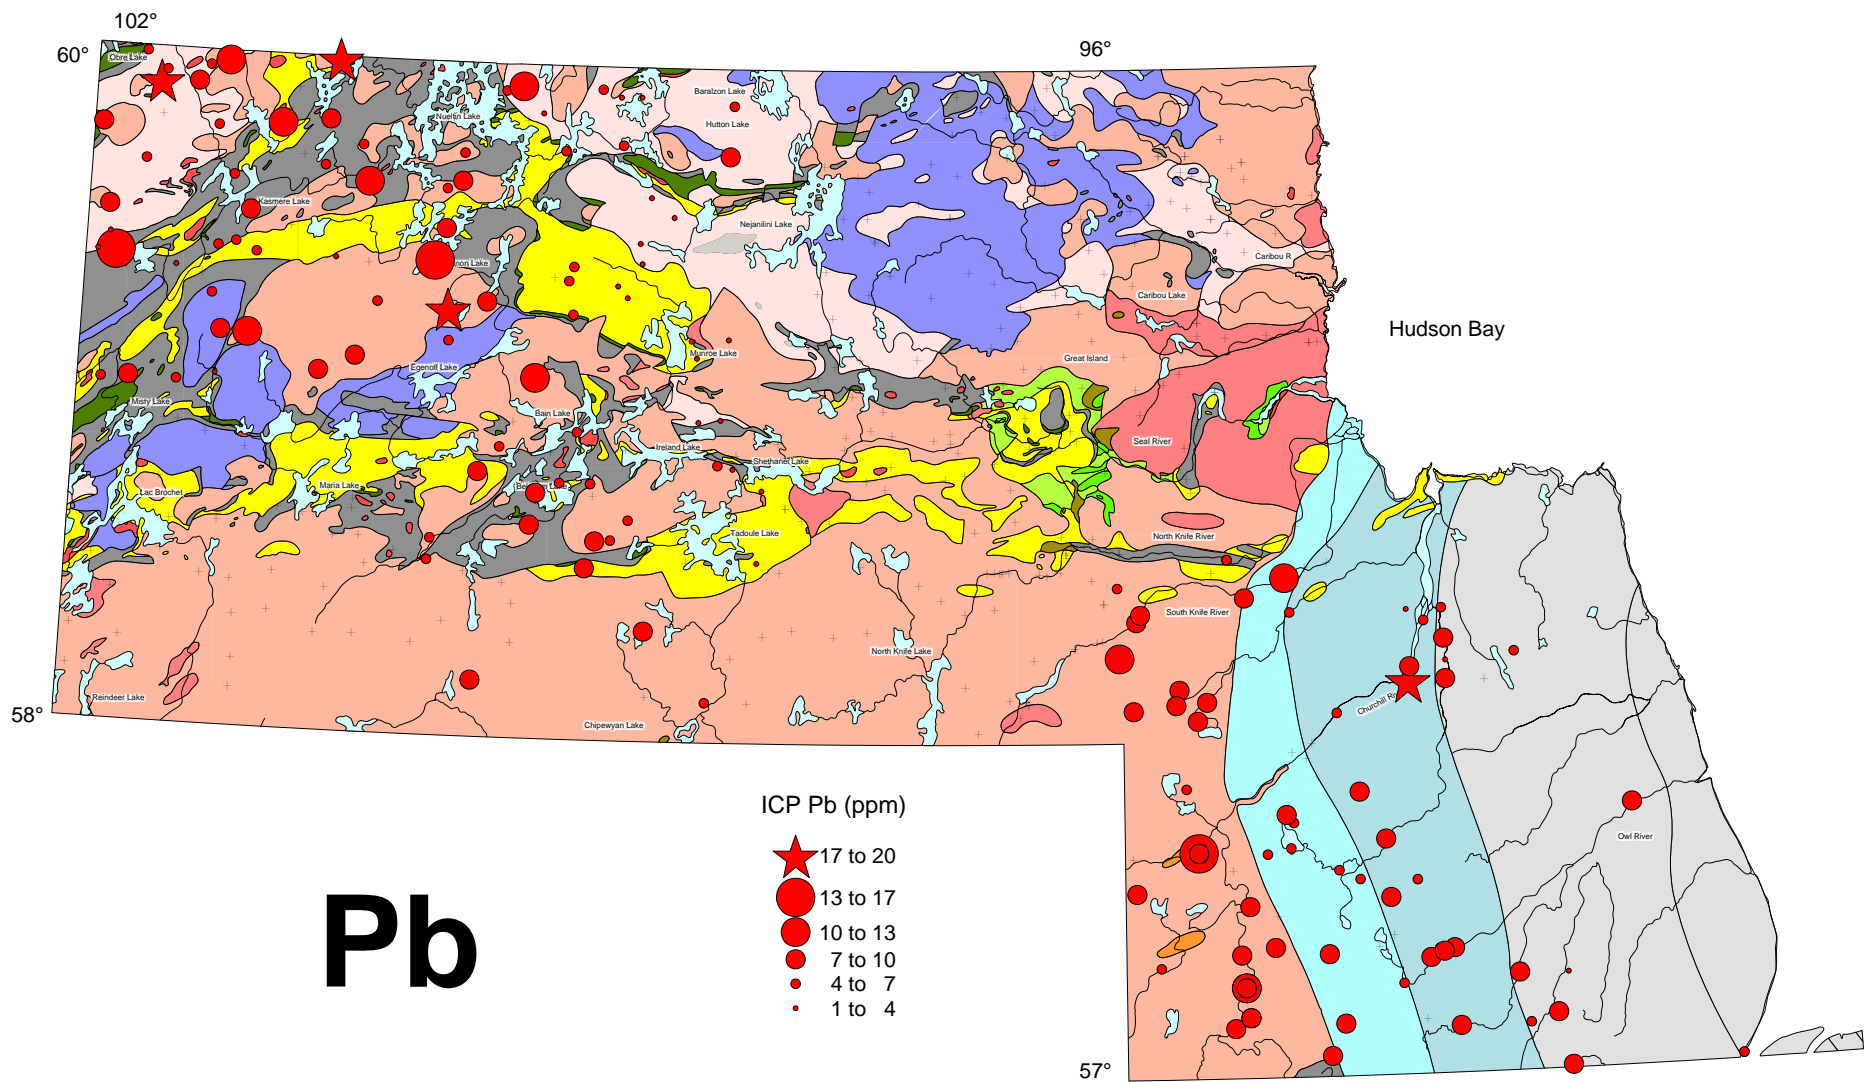 102°
60°
96°
Obre Lake
Baralzon Lake
Nueltin Lake
Hutton Lake
Kasmere Lake
Nejanilini Lake
Caribou R
non Lake
Caribou Lake
Hudson Bay
Munroe Lake
Great Island
Egenolf Lake
Misty Lake
Bain Lake
Seal River
Ireland Lake
Shethanei Lake
Lac Brochet
Maria Lake
Tadoule Lake
North Knife River
South Knife River
North Knife Lake
Reindeer Lake
Churchill Riv
58°
Chipewyan Lake
ICP Pb (ppm)
17 to 20
13 to 17
10 to 13
7 to 10
4 to 7
1 to 4
Owl River
Pb
57°